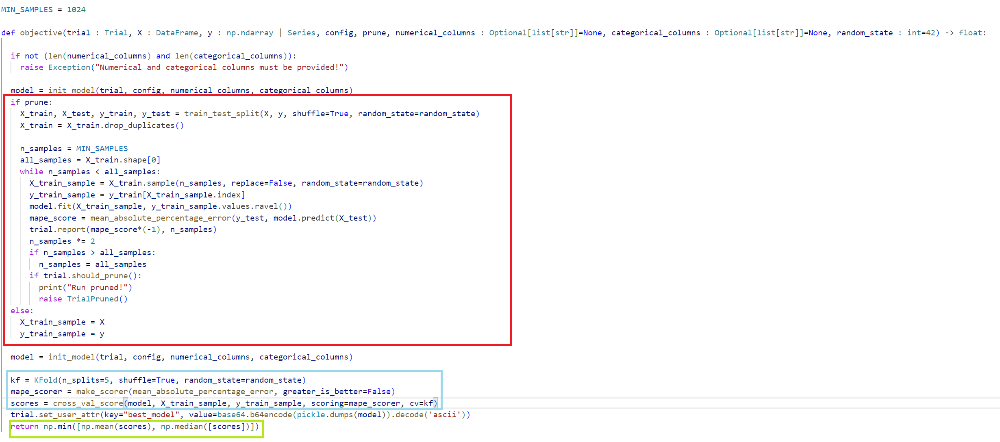 MIN_SAMPLES = 1024
def objective(trial : Trial, X : DataFrame, y : np.ndarray | Series, config, prune, numerical_columns : Optional[list[str]]=None, categorical_columns : Optional[list[str]]=None, random_state : int=42) -> float:
if not (len(numerical_columns) and len(categorical_columns)):
raise Exception("Numerical and categorical columns must be provided!")
model = init_model(trial, config, numerical_columns, categorical_columns)
if prune:
X_train, X_test, y_train, y_test = train_test_split(X, y, shuffle=True, random_state=random_state)
X_train = X_train.drop_duplicates()
n_samples = MIN_SAMPLES
all_samples = X_train.shape[0]
while n_samples < all_samples:
X_train_sample = X_train.sample(n_samples, replace=False, random_state=random_state)
y_train_sample = y_train[X_train_sample.index]
model.fit(X_train_sample, y_train_sample.values.ravel())
mape_score = mean_absolute_percentage_error(y_test, model.predict(X_test))
trial.report(mape_score*(-1), n_samples)
n_samples *= 2
if n_samples > all_samples:
n_samples = all_samples
if trial.should_prune():
print("Run pruned!")
raise TrialPruned()
else:
X_train_sample = X
y_train_sample = y
model = init_model(trial, config, numerical_columns, categorical_columns)
kf = KFold(n_splits=5, shuffle=True, random_state=random_state)
mape_scorer = make_scorer(mean_absolute_percentage_error, greater_is_better=False)
scores = cross_val_score(model, X_train_sample, y_train_sample, scoring=mape_scorer, cv=kf)
trial.set_user_attr(key="best_model", value=base64.b64encode(pickle.dumps(model)).decode('ascii'))
return np.min([np.mean(scores), np.median([scores])])